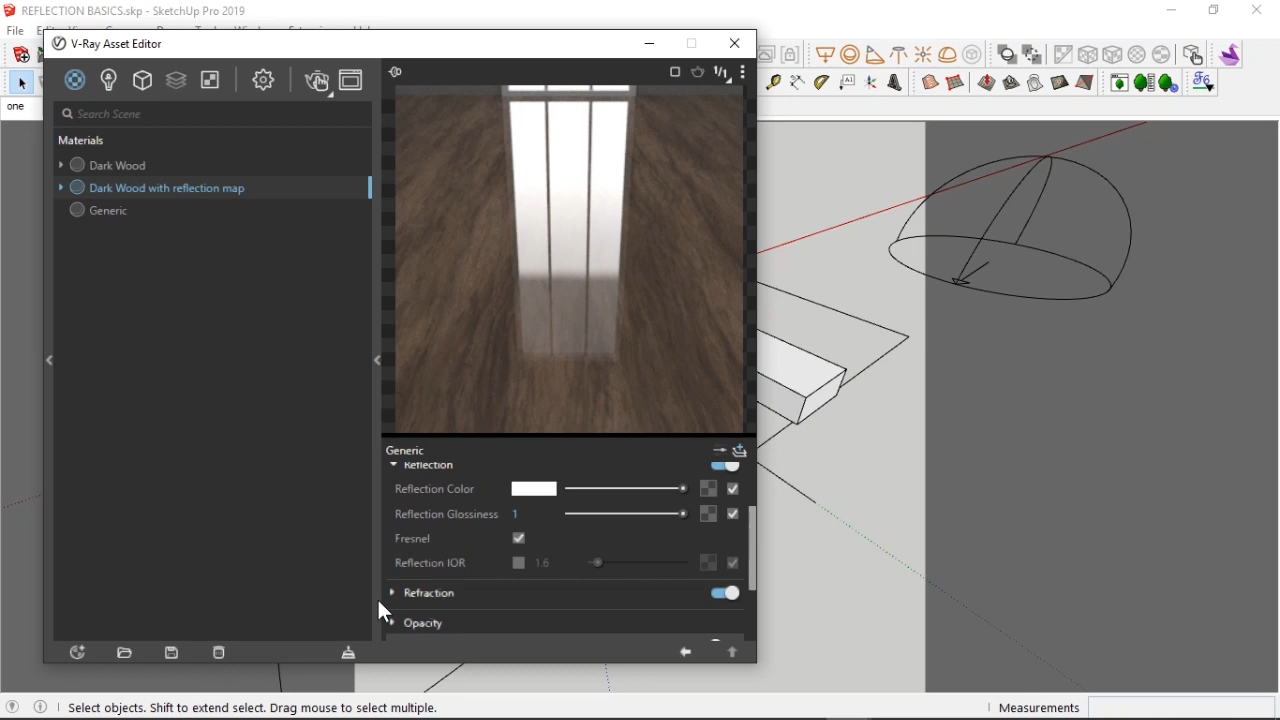 REFLECTION BASICS.skp - SketchUp Pro 2019
File
V-Ray Asset Editor
1/1
one
Search Scene
Materials
Dark Wood
Dark Wood with reflection map
Generic
Generic
Reflection
Reflection Color
Reflection Glossiness 1
Fresnel
Reflection IOR 1.6
Refraction
Opacity
Select objects. Shift to extend select. Drag mouse to select multiple.
Measurements